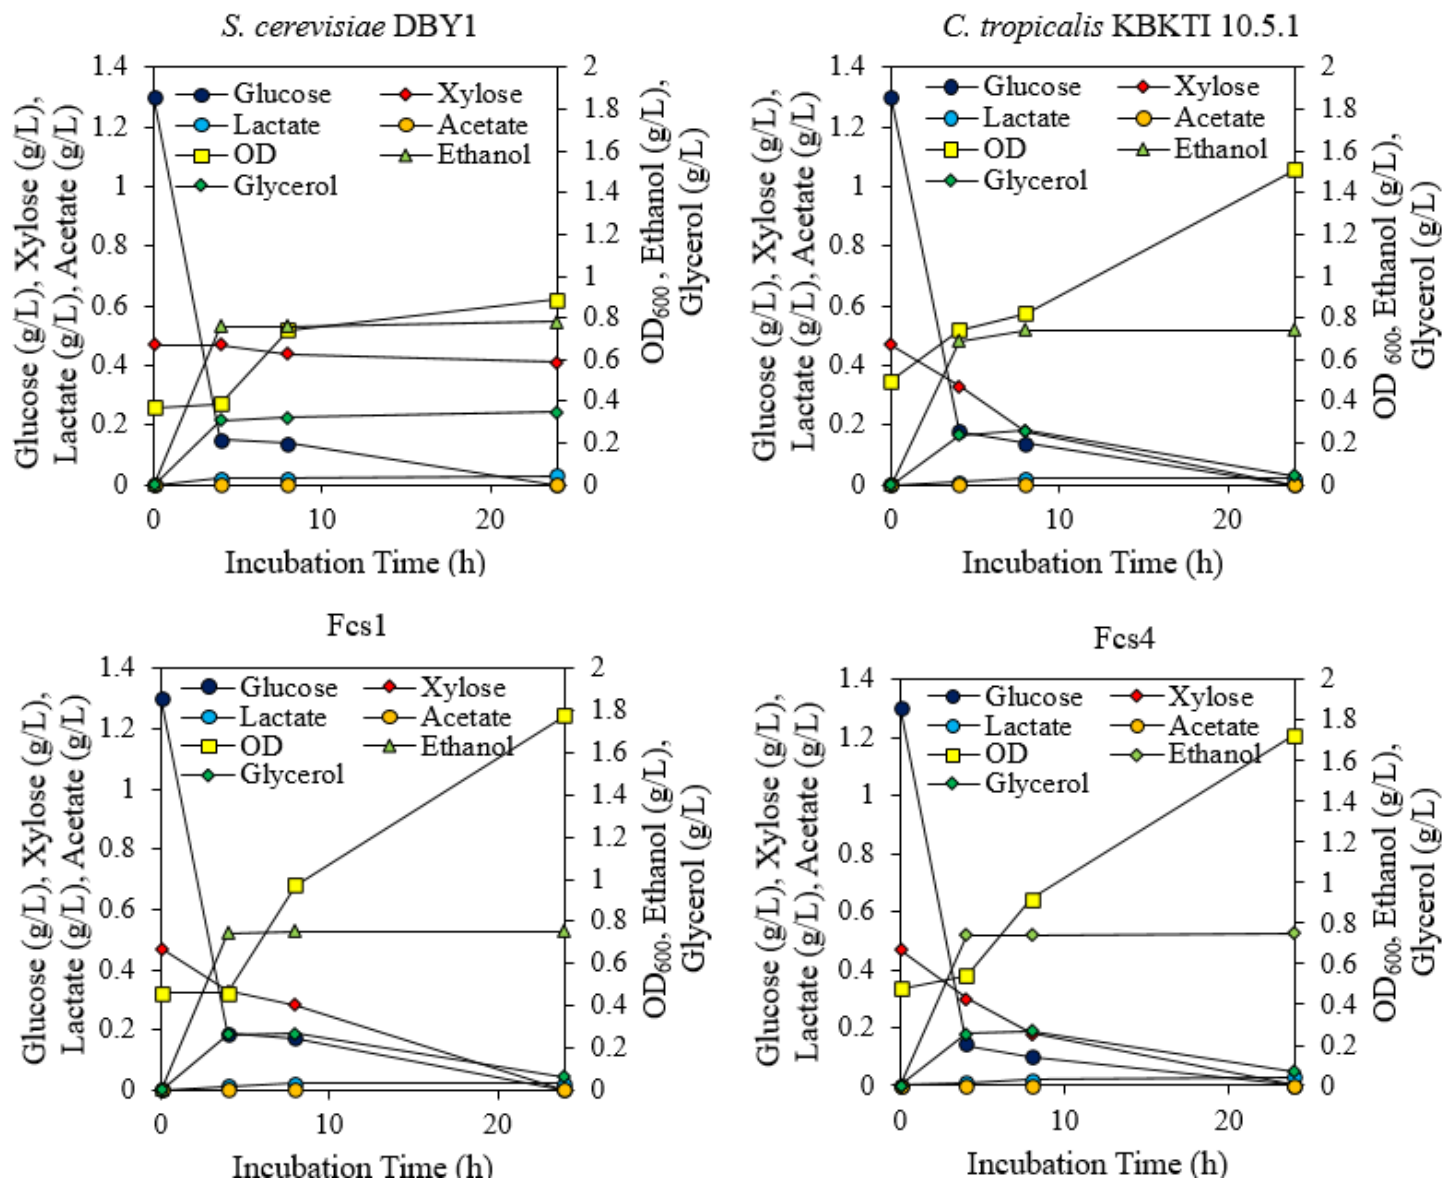 S. cerevisiae DBY1
Glucose (g/L), Xylose (g/L),
Lactate (g/L), Acetate (g/L)
1.4
1.2
1
0.8
0.6
0.4
0.2
0
Glucose
Xylose
Lactate
Acetate
OD
Ethanol
Glycerol
2
1.8
1.6
1.4
1.2
1
0.8
0.6
0.4
0.2
0
OD600 , Ethanol (g/L),
Glycerol (g/L)
0 10 20
Incubation Time (h)
C. tropicalis KBKTI 10.5.1
Glucose (g/L), Xylose (g/L),
Lactate (g/L), Acetate (g/L)
1.4
1.2
1
0.8
0.6
0.4
0.2
0
Glucose
Xylose
Lactate
Acetate
OD
Ethanol
Glycerol
2
1.8
1.6
1.4
1.2
1
0.8
0.6
0.4
0.2
0
OD 600, Ethanol (g/L),
Glycerol (g/L)
0 10 20
Incubation Time (h)
Fcs1
Glucose (g/L), Xylose (g/L),
Lactate (g/L), Acetate (g/L)
1.4
1.2
1
0.8
0.6
0.4
0.2
0
Glucose
Xylose
Lactate
Acetate
OD
Ethanol
Glycerol
2
1.8
1.6
1.4
1.2
1
0.8
0.6
0.4
0.2
0
OD600, Ethanol (g/L),
Glycerol (g/L)
0 10 20
Incubation Time (h)
Fcs4
Glucose (g/L), Xylose (g/L),
Lactate (g/L), Acetate (g/L)
1.4
1.2
1
0.8
0.6
0.4
0.2
0
Glucose
Xylose
Lactate
Acetate
OD
Ethanol
Glycerol
2
1.8
1.6
1.4
1.2
1
0.8
0.6
0.4
0.2
0
OD600, Ethanol (g/L),
Glycerol (g/L)
0 10 20
Incubation Time (h)